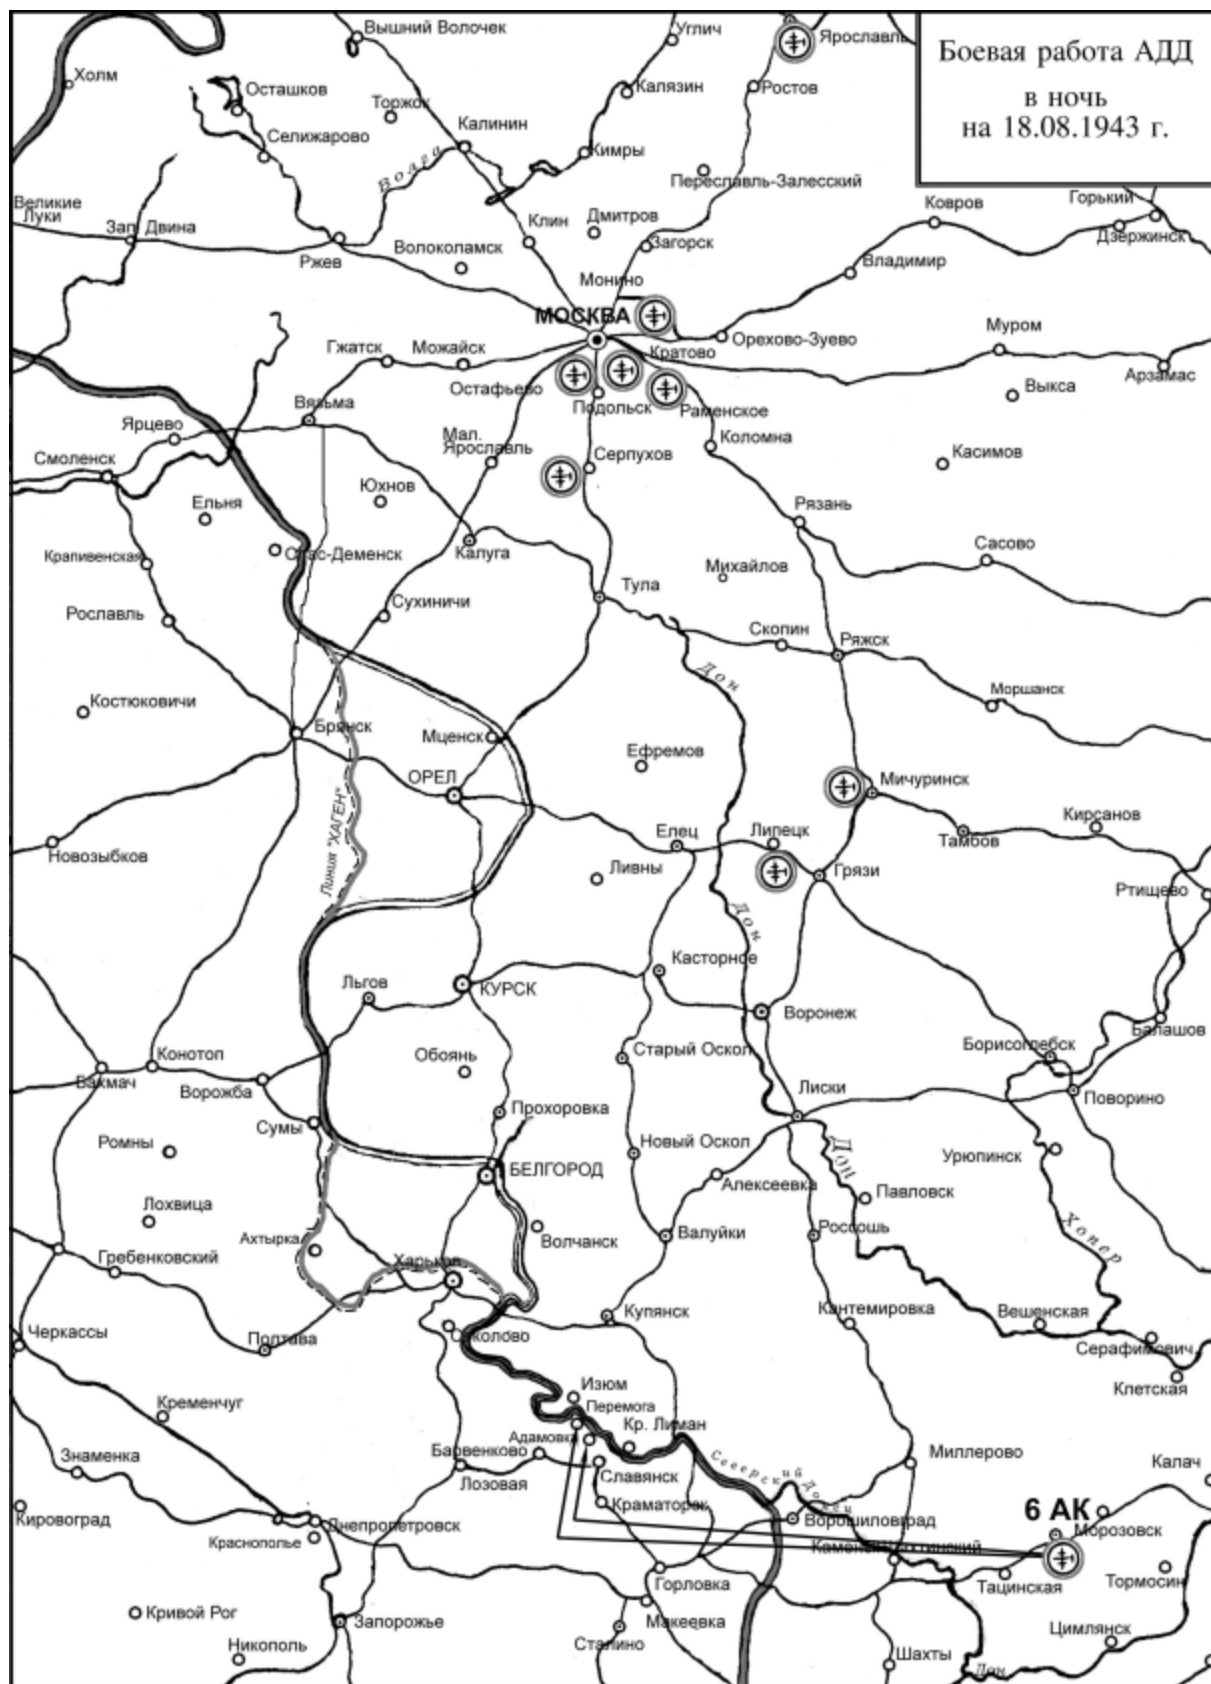 Боевая работа АДД
в ночь
на 18.08.1943 г.
Вышний Волочек
Углич
Ярославль
Холм
Осташков
Торжок
Калязин
Ростов
Селижарово
Калинин
Кимры
Волга
Переславль-Залесский
Великие
Луки
Зап. Двина
Ржев
Волоколамск
Клин
Дмитров
Загорск
Ковров
Горький
Дзержинск
Владимир
Монино
МОСКВА
Орехово-Зуево
Муром
Гжатск
Можайск
Кратово
Остафьево
Подольск
Раменское
Выкса
Арзамас
Вязьма
Ярцево
Мал.
Ярославль
Серпухов
Коломна
Касимов
Смоленск
Ельня
Юхнов
Рязань
Крапивенская
Спас-Деменск
Калуга
Михайлов
Сасово
Рославль
Сухиничи
Тула
Скопин
Ряжск
Дон
Моршанск
Костюковичи
Брянск
Мценск
Ефремов
Мичуринск
ОРЕЛ
Линия "ХАГЕН"
Новозыбков
Елец
Липецк
Тамбов
Кирсанов
Ливны
Грязи
Ртищево
Дон
Касторное
Льгов
КУРСК
Воронеж
Балашов
Конотоп
Бахмач
Ворожба
Обоянь
Старый Оскол
Борисоглебск
Поворино
Лиски
Сумы
Прохоровка
Ромны
Новый Оскол
Дон
Урюпинск
БЕЛГОРОД
Алексеевка
Павловск
Лохвица
Ахтырка
Волчанск
Валуйки
Россошь
Хопер
Гребенковский
Харьков
Купянск
Кантемировка
Вешенская
Черкассы
Полтава
Соколово
Серафимович
Клетская
Изюм
Перемога
Кременчуг
Адамовка
Кр. Лиман
Знаменка
Барвенково
Северский Донец
Миллерово
Калач
Лозовая
Славянск
Кировоград
Днепропетровск
Краматорск
Ворошиловград
6 АК
Морозовск
Краснополье
Каменск-Шахтинский
Горловка
Тацинская
Тормосин
Кривой Рог
Запорожье
Макеевка
Цимлянск
Никополь
Сталино
Шахты
Дон